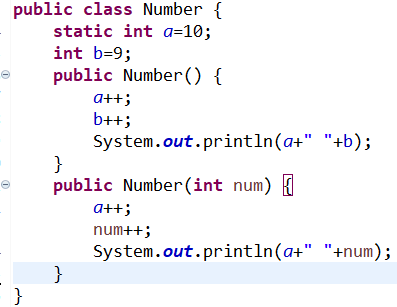 public class Number {
static int a=10;
int b=9;
public Number() {
a++;
b++;
System.out.println(a+" "+b);
}
public Number(int num) {
a++;
num++;
System.out.println(a+" "+num);
}
}